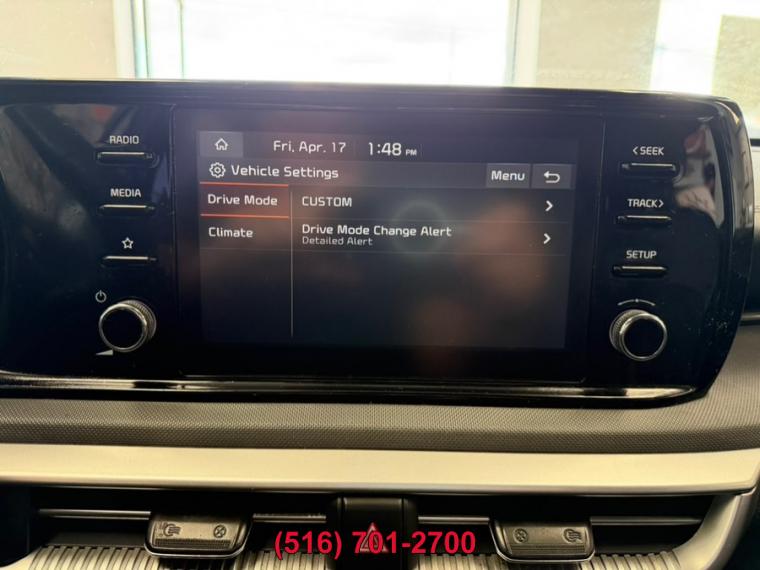 RADIO
MEDIA
Fri, Apr. 17 1:48 PM
Vehicle Settings Menu
Drive Mode
Climate
CUSTOM
Drive Mode Change Alert
Detailed Alert
< SEEK
TRACK >
SETUP
(516) 701-2700